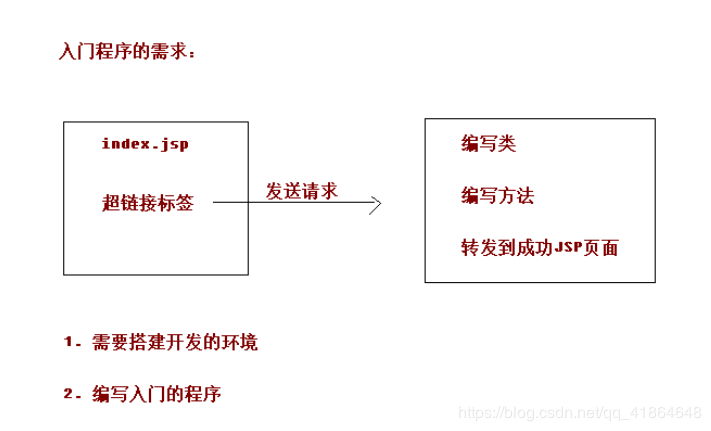 入门程序的需求：
index.jsp
超链接标签
发送请求
编写类
编写方法
转发到成功JSP页面
1. 需要搭建开发的环境
2. 编写入门的程序
https://blog.csdn.net/qq_41864648